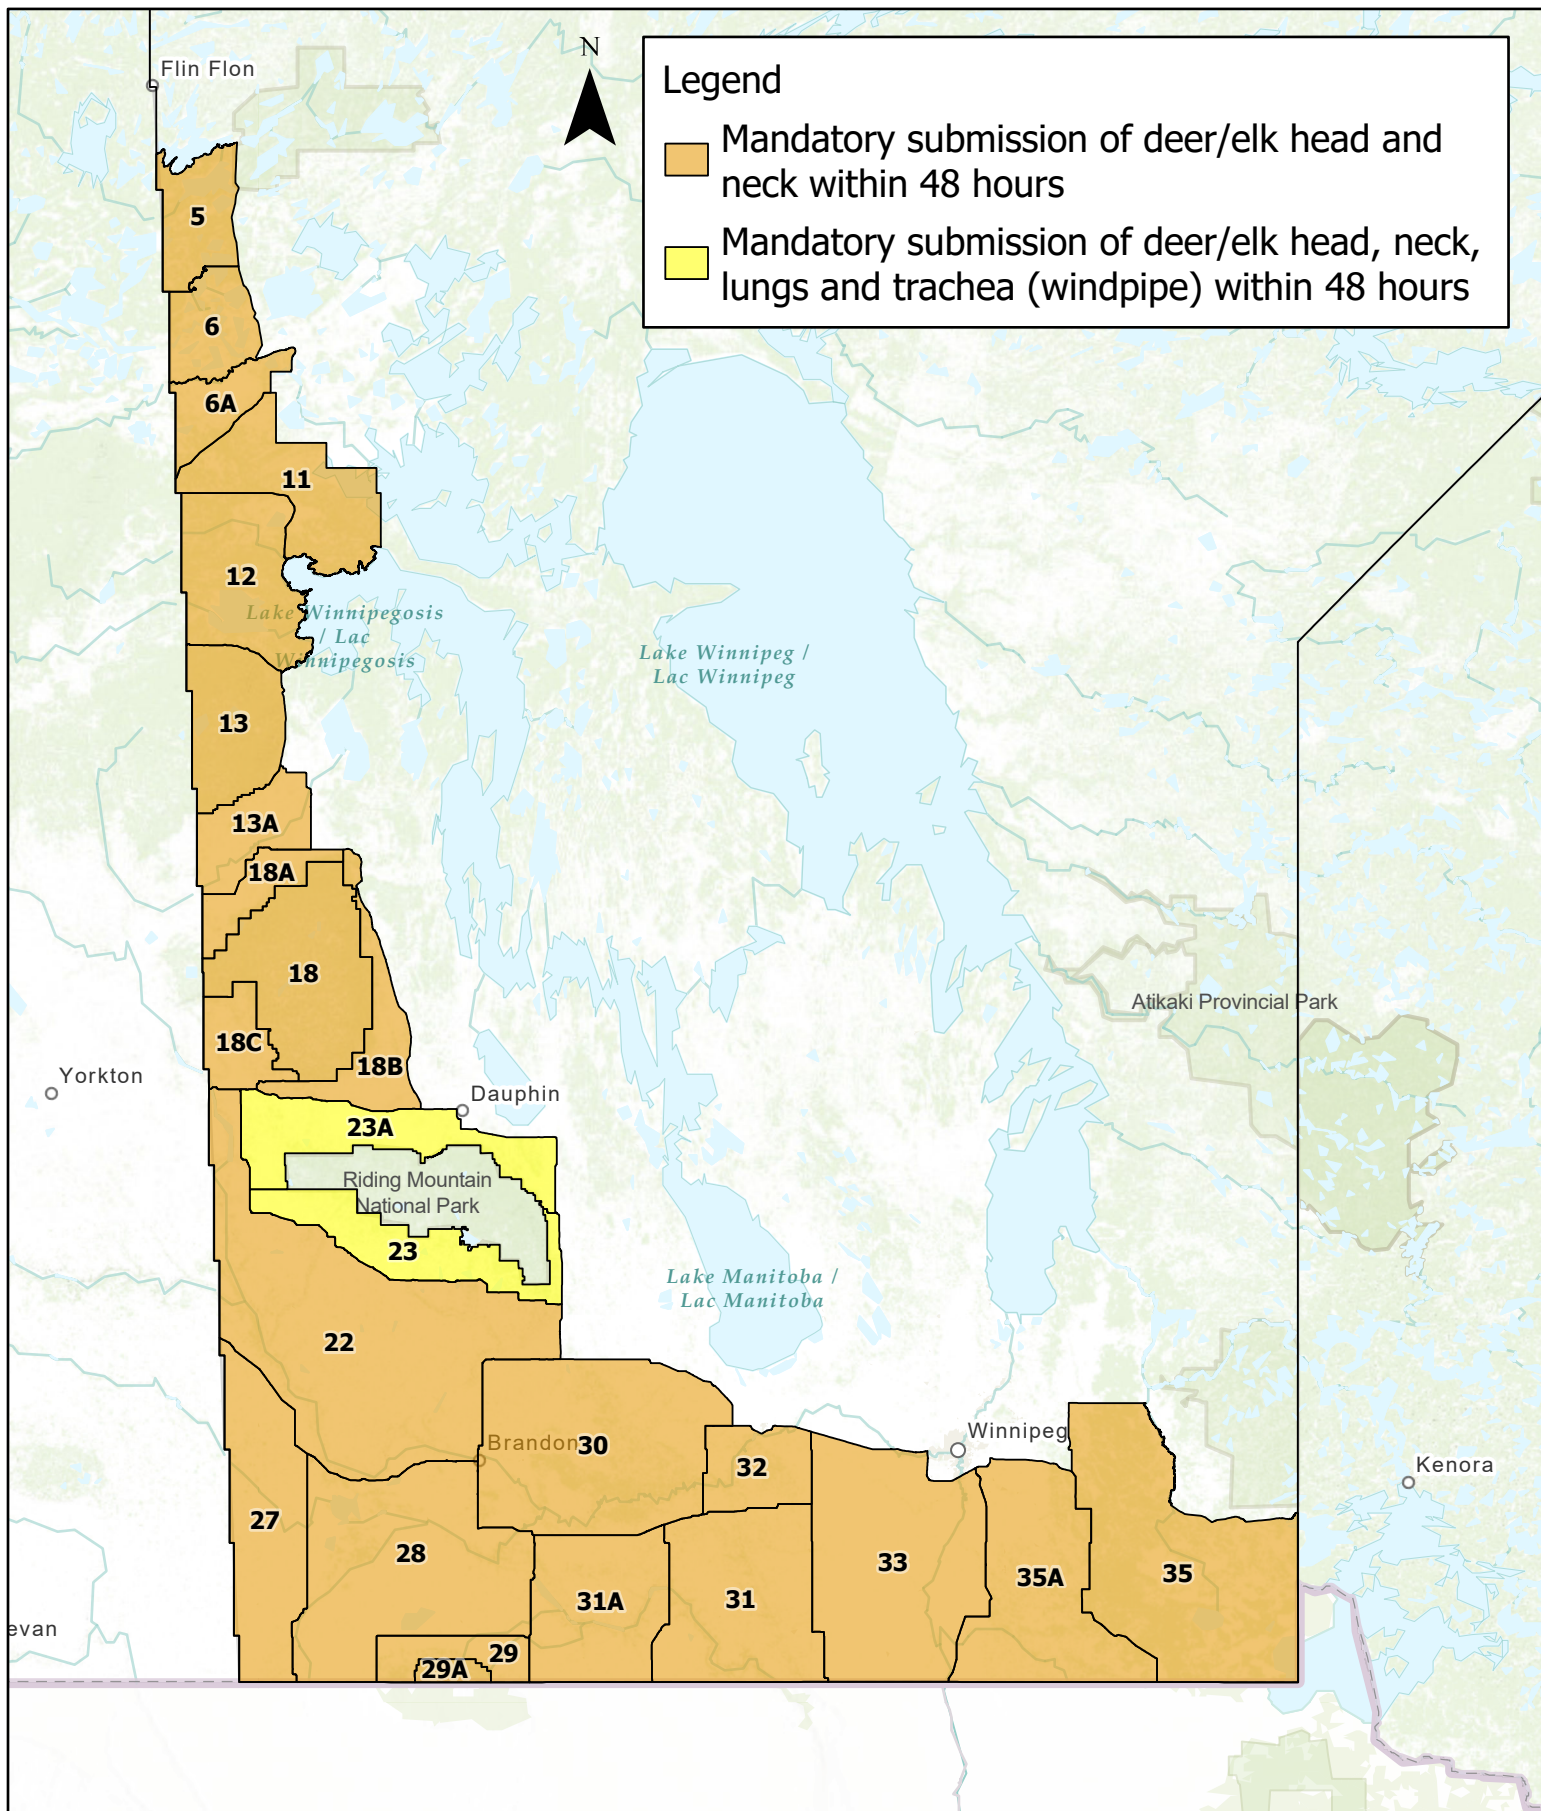 Flin Flon
N
Legend
Mandatory submission of deer/elk head and
neck within 48 hours
Mandatory submission of deer/elk head, neck,
lungs and trachea (windpipe) within 48 hours
5
6
6A
11
12
Lake Winnipegosis
/ Lac
Winnipegosis
Lake Winnipeg /
Lac Winnipeg
13
13A
18A
18
Atikaki Provincial Park
18C
18B
Yorkton
Dauphin
23A
Riding Mountain
National Park
23
Lake Manitoba /
Lac Manitoba
22
Brandon
30
32
Winnipeg
Kenora
27
28
33
35A
35
31A
31
evan
29
29A